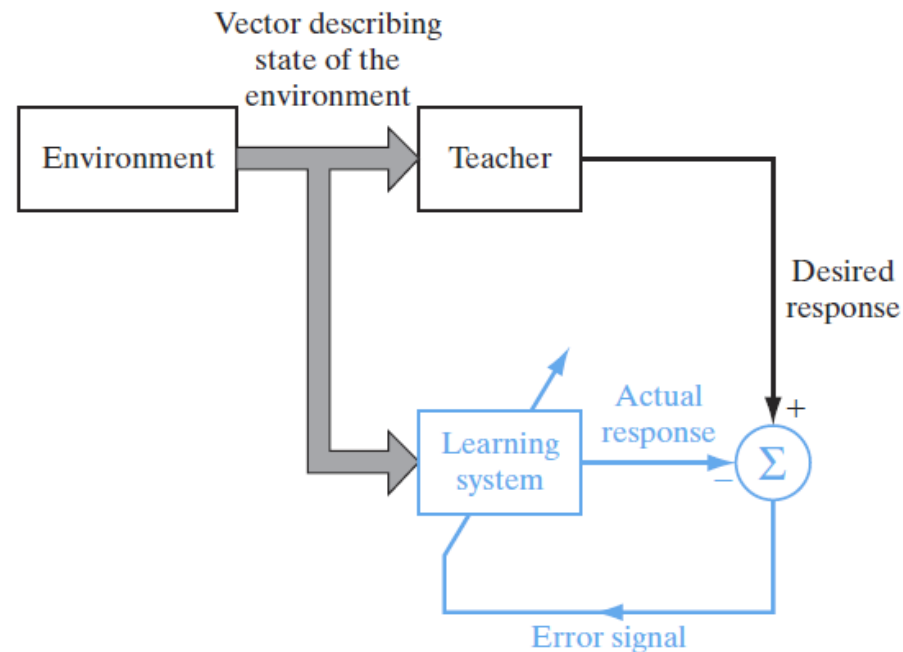 Vector describing
state of the
environment
Environment
Teacher
Desired
response
+
Actual
response
Learning
system
−
Σ
Error signal